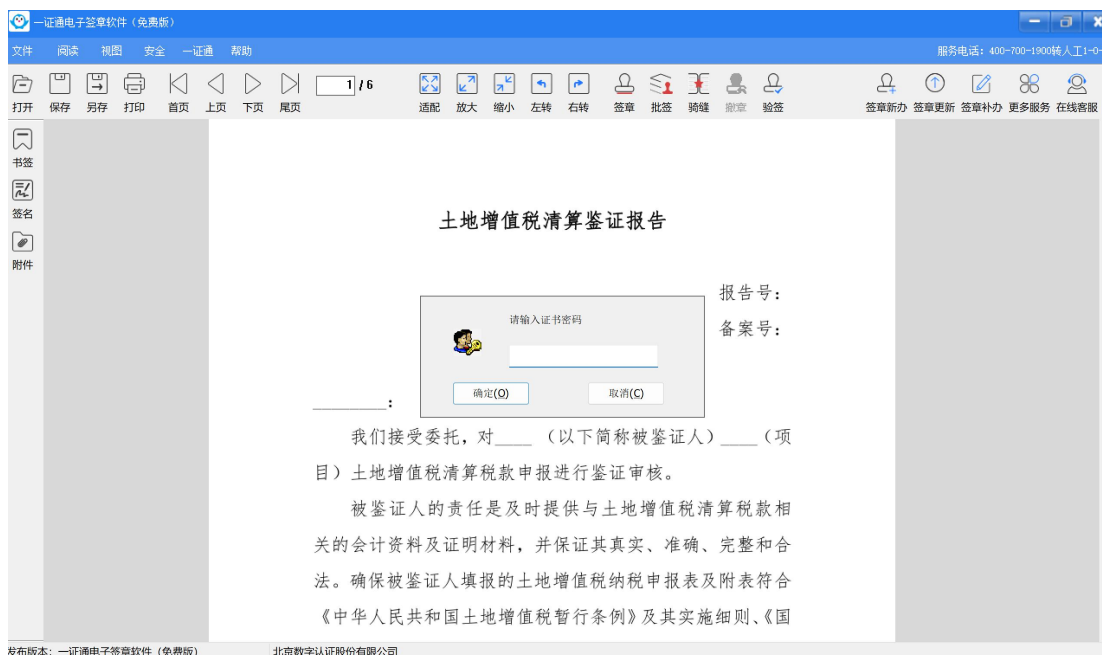 一证通电子签章软件（免费版）
文件 阅读 视图 安全 一证通 帮助 服务电话：400-700-1900转人工1-0-
1 / 6
打开 保存 另存 打印 首页 上页 下页 尾页 适配 放大 缩小 左转 右转 签章 批签 骑缝 撤章 验签 签章新办 签章更新 签章补办 更多服务 在线客服
书签
签名
附件
土地增值税清算鉴证报告
报告号：
备案号：
请输入证书密码
确定(O) 取消(C)
________：
我们接受委托，对____ （以下简称被鉴证人）____（项
目）土地增值税清算税款申报进行鉴证审核。
被鉴证人的责任是及时提供与土地增值税清算税款相
关的会计资料及证明材料，并保证其真实、准确、完整和合
法。确保被鉴证人填报的土地增值税纳税申报表及附表符合
《中华人民共和国土地增值税暂行条例》及其实施细则、《国
发布版本：一证通电子签章软件（免费版） 北京数字认证股份有限公司